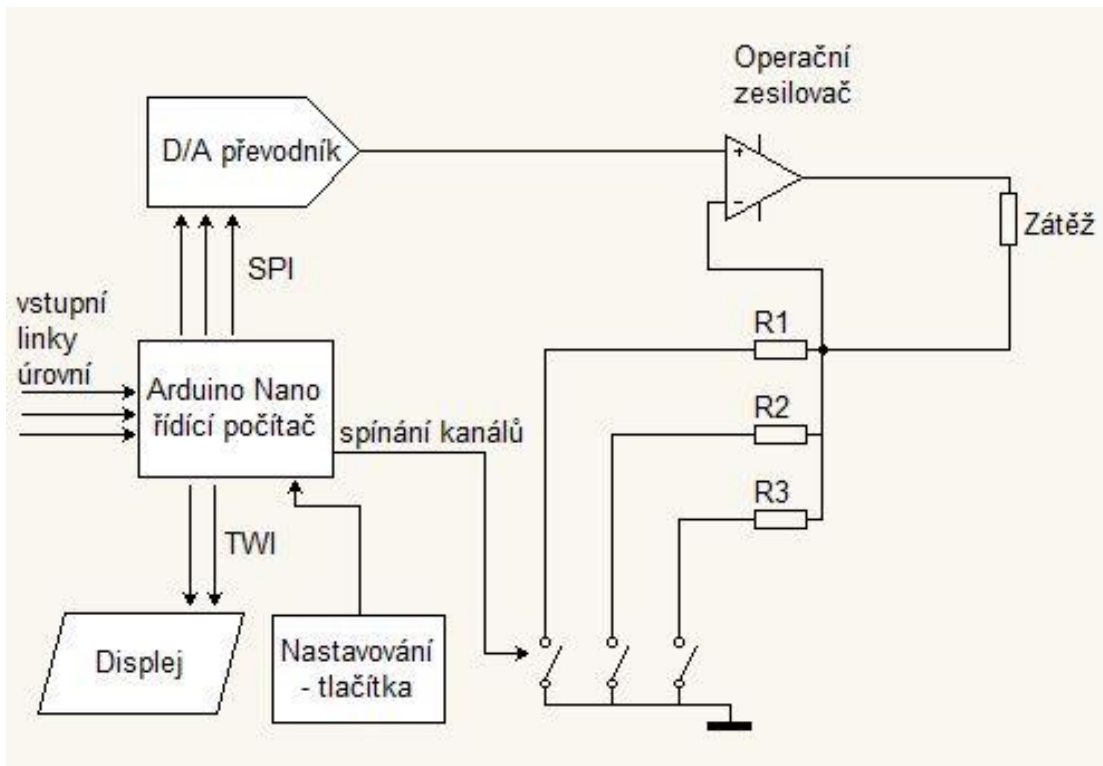 Operační
zesilovač
D/A převodník
+
-
Zátěž
SPI
vstupní
linky
úrovní
R1
Arduino Nano
řídící počítač
spínání kanálů
R2
R3
TWI
Displej
Nastavování
- tlačítka